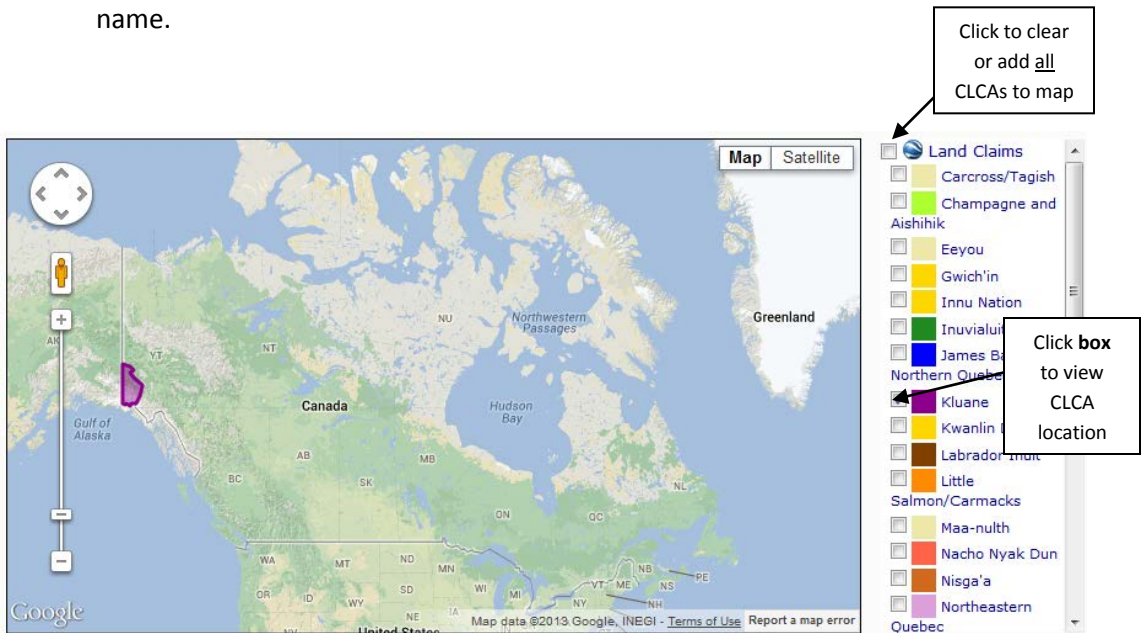 name.
Click to clear
or add all
CLCAs to map
Map
Satellite
Land Claims
Carcross/Tagish
Champagne and
Aishihik
Eeyou
Gwich'in
Innu Nation
Inuvialuit
James Ba
Northern Quebe
Kluane
Kwanlin D
Labrador Inuit
Little
Salmon/Carmacks
Maa-nulth
Nacho Nyak Dun
Nisga'a
Northeastern
Quebec
Click box
to view
CLCA
location
Greenland
NU
Northwestern
Passages
AK
YT
NT
Canada
Hudson
Bay
Gulf of
Alaska
AB
MB
BC
SK
NL
ON
QC
WA
MT
ND
MN
NB
PE
VT
ME
NS
OR
ID
SD
WI
MI
WY
NY
NH
NE
IA
NV
United States
Google
Map data ©2013 Google, INEGI - Terms of Use
Report a map error